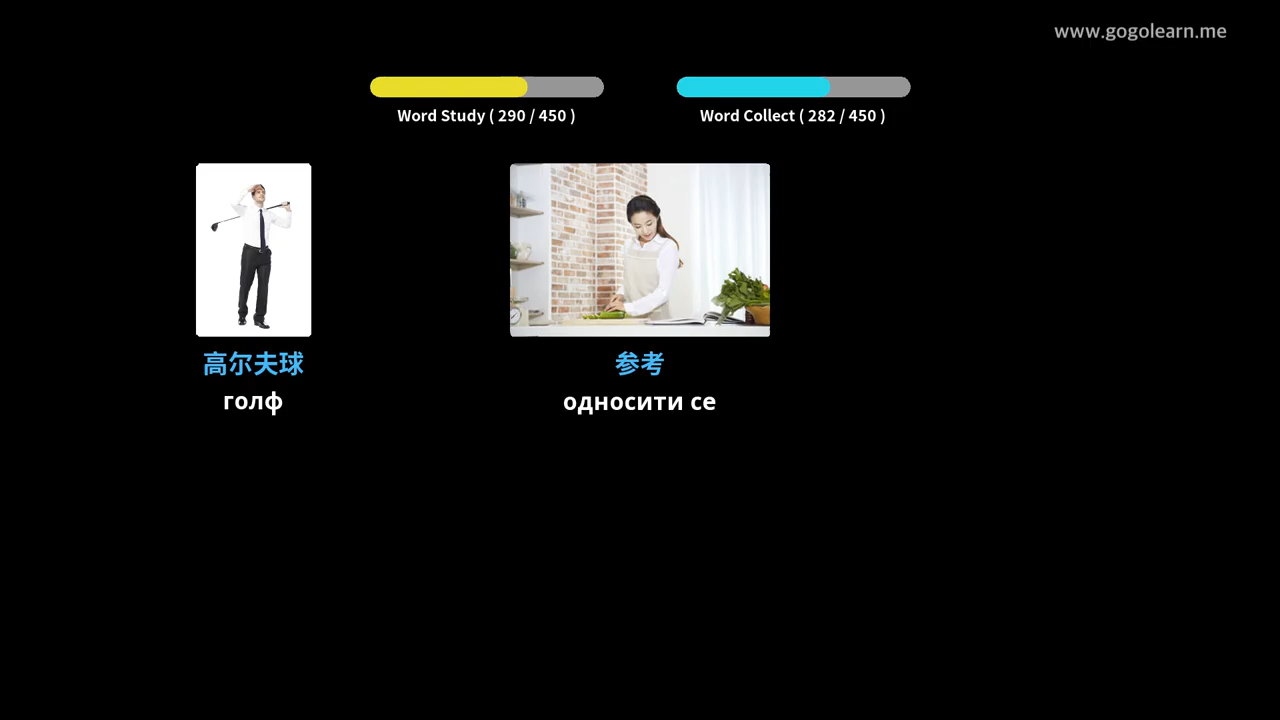 www.gogolearn.me
Word Study ( 290 / 450 )
Word Collect ( 282 / 450 )
高尔夫球
голф
参考
односити се